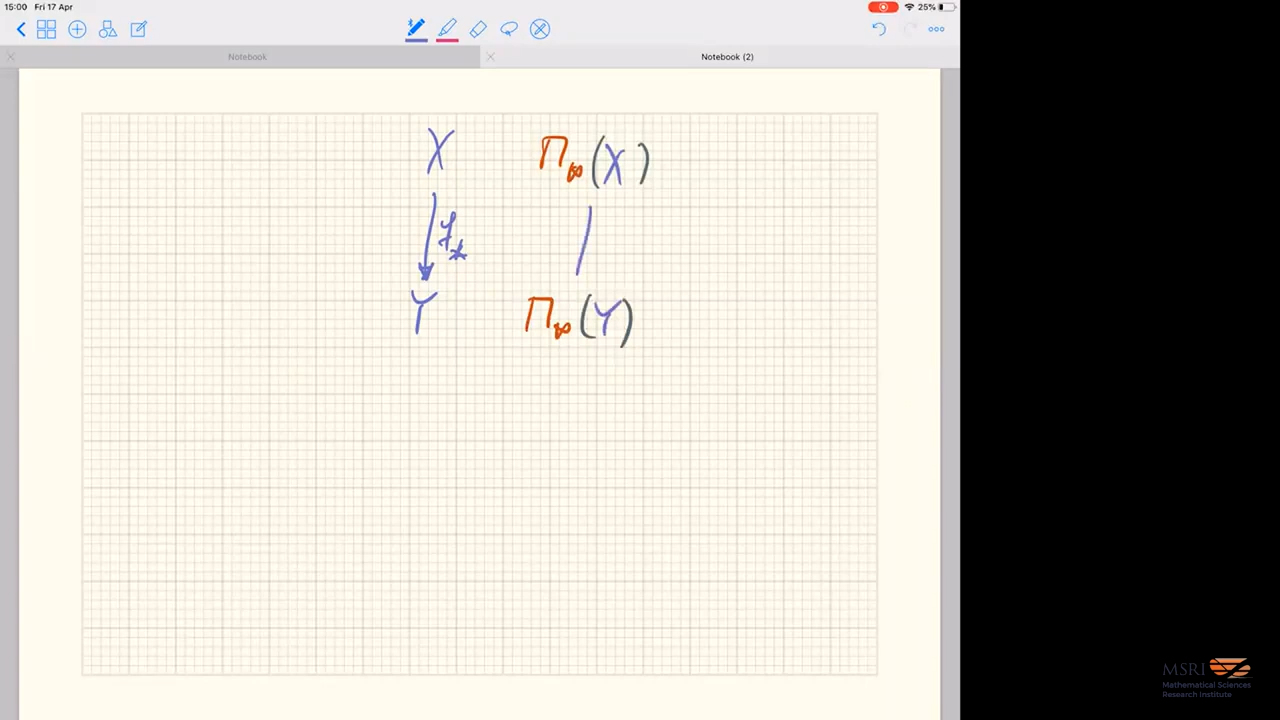 15:00 Fri 17 Apr 25%
Notebook Notebook (2)
X Π∞(X)
f*
Y Π∞(Y)
MSRI
Mathematical Sciences
Research Institute